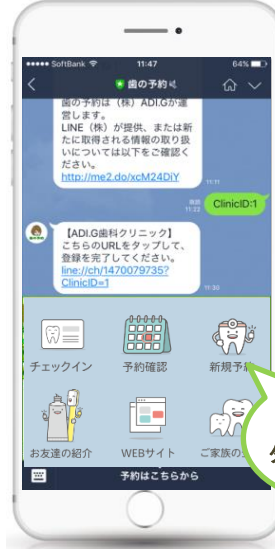 SoftBank 11:47 64%
歯の予約
歯の予約は（株）ADI.Gが運
営します。
LINE（株）が提供、または新
たに取得される情報の取り扱
いについては以下をご確認く
ださい。
http://me2.do/xcM24DiY
11:11
既読
11:22
ClinicID:1
【ADI.G歯科クリニック】
こちらのURLをタップして、
登録を完了してください。
line://ch/1470079735?
ClinicID=1
11:30
チェックイン 予約確認 新規予
お友達の紹介 WEBサイト ご家族の
予約はこちらから